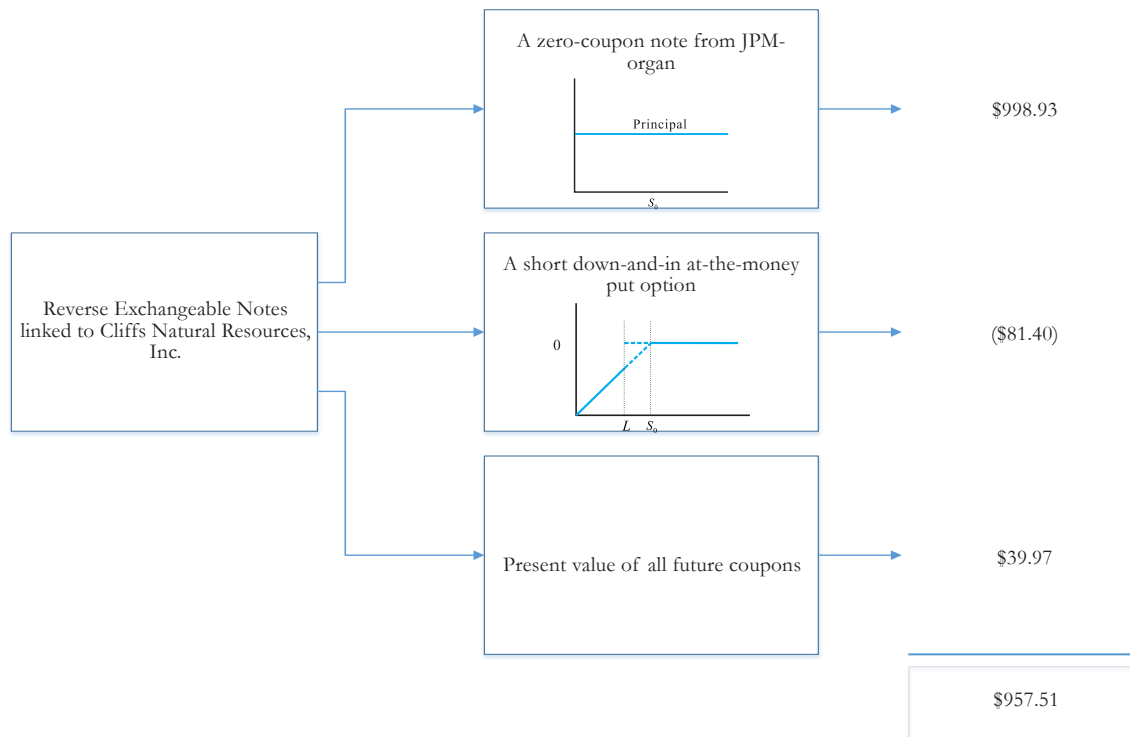 A zero-coupon note from JPM-
organ
Principal
S₀
$998.93
Reverse Exchangeable Notes
linked to Cliffs Natural Resources,
Inc.
A short down-and-in at-the-money
put option
0
L S₀
($81.40)
Present value of all future coupons
$39.97
$957.51